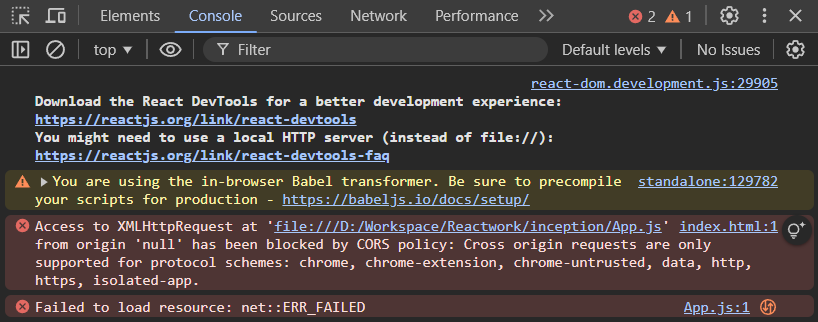 Elements Console Sources Network Performance 2 1
top Filter Default levels No Issues
react-dom.development.js:29905
Download the React DevTools for a better development experience:
https://reactjs.org/link/react-devtools
You might need to use a local HTTP server (instead of file://):
https://reactjs.org/link/react-devtools-faq
You are using the in-browser Babel transformer. Be sure to precompile standalone:129782
your scripts for production - https://babeljs.io/docs/setup/
Access to XMLHttpRequest at 'file:///D:/Workspace/Reactwork/inception/App.js' index.html:1
from origin 'null' has been blocked by CORS policy: Cross origin requests are only
supported for protocol schemes: chrome, chrome-extension, chrome-untrusted, data, http,
https, isolated-app.
Failed to load resource: net::ERR_FAILED App.js:1